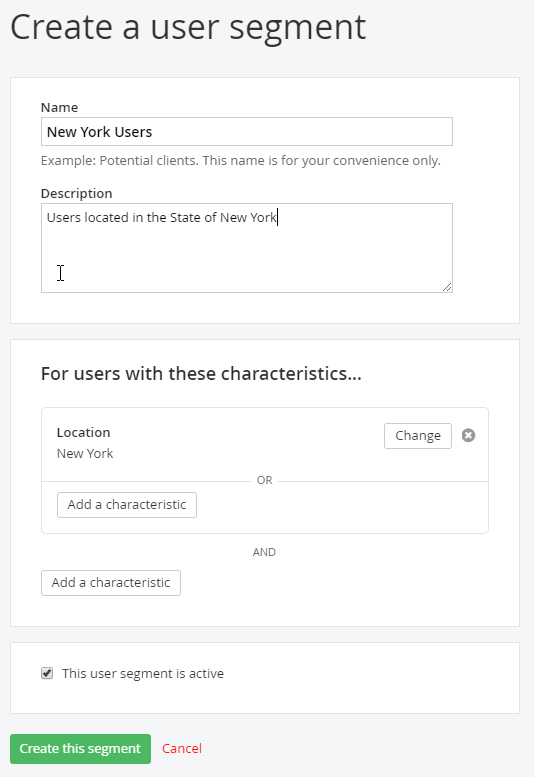 Create a user segment
Name
New York Users
Example: Potential clients. This name is for your convenience only.
Description
Users located in the State of New York
For users with these characteristics...
Location
Change
New York
OR
Add a characteristic
AND
Add a characteristic
This user segment is active
Create this segment
Cancel